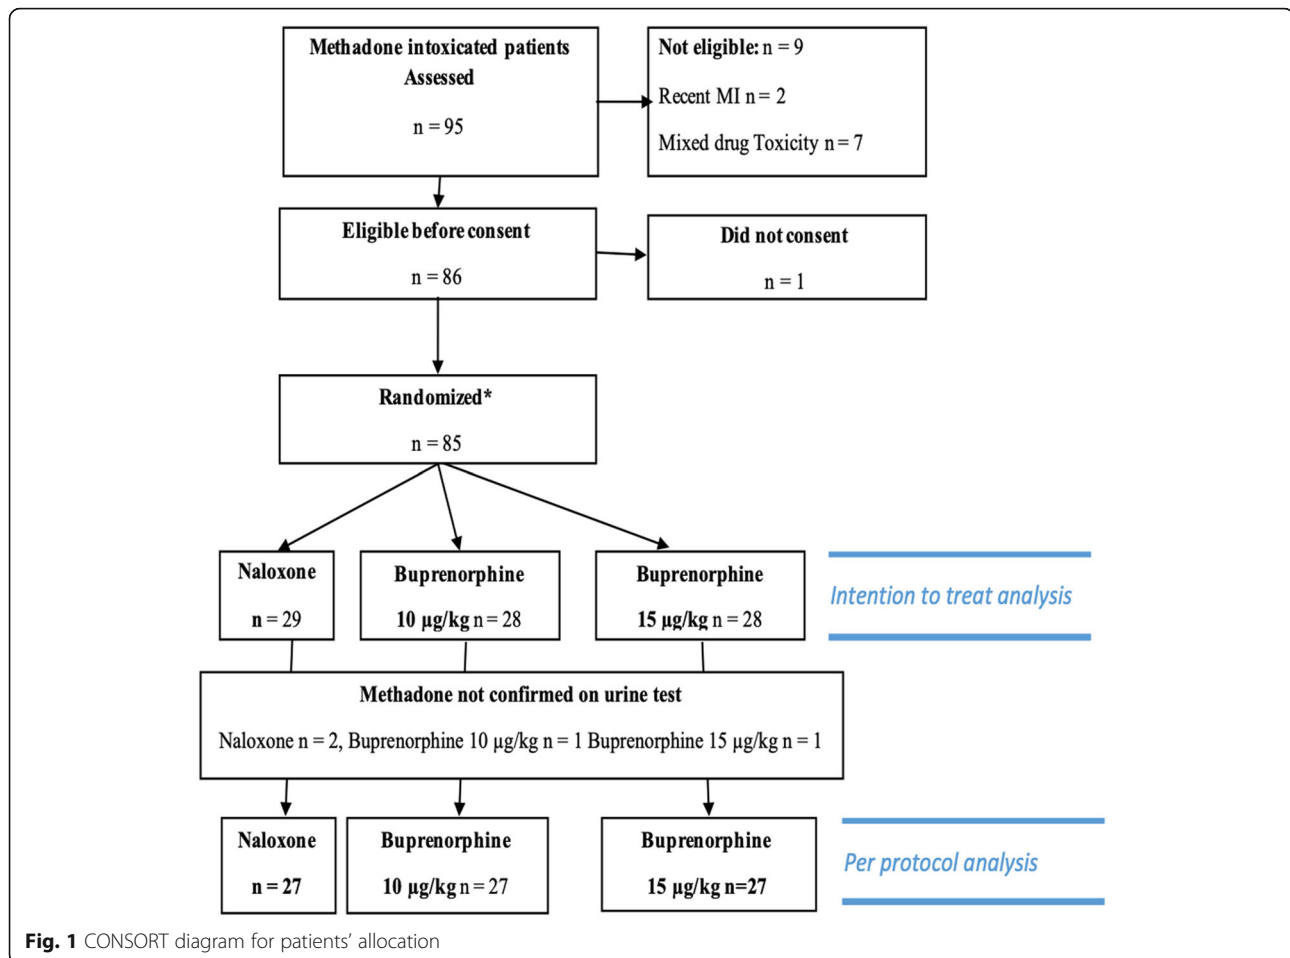 Methadone intoxicated patients
Assessed
n = 95
Not eligible: n = 9
Recent MI n = 2
Mixed drug Toxicity n = 7
Eligible before consent
n = 86
Did not consent
n = 1
Randomized*
n = 85
Naloxone
n = 29
Buprenorphine
10 µg/kg n = 28
Buprenorphine
15 µg/kg n = 28
Intention to treat analysis
Methadone not confirmed on urine test
Naloxone n = 2, Buprenorphine 10 µg/kg n = 1 Buprenorphine 15 µg/kg n = 1
Naloxone
n = 27
Buprenorphine
10 µg/kg n = 27
Buprenorphine
15 µg/kg n=27
Per protocol analysis
Fig. 1 CONSORT diagram for patients’ allocation